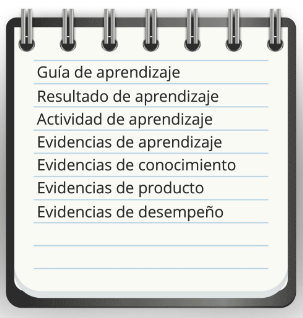 Guía de aprendizaje
Resultado de aprendizaje
Actividad de aprendizaje
Evidencias de aprendizaje
Evidencias de conocimiento
Evidencias de producto
Evidencias de desempeño